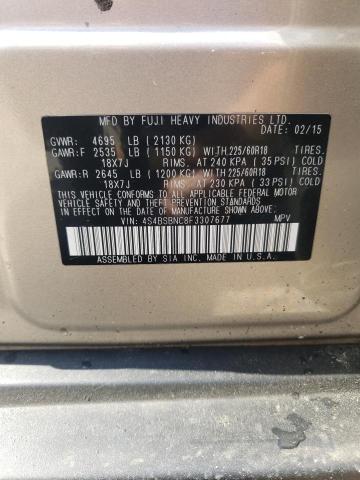 MFD BY FUJI HEAVY INDUSTRIES LTD.
DATE: 02/15
GVWR: 4695 LB (2130 KG)
GAWR:F 2535 LB (1150 KG) WITH 225/60R18 TIRES.
18X7J RIMS. AT 240 KPA (35 PSI) COLD
GAWR:R 2645 LB (1200 KG) WITH 225/60R18 TIRES.
18X7J RIMS. AT 230 KPA (33 PSI) COLD
THIS VEHICLE CONFORMS TO ALL APPLICABLE FEDERAL MOTOR
VEHICLE SAFETY STANDARDS IN EFFECT ON THE DATE OF
MANUFACTURE SHOWN ABOVE.
VIN: 4S4BSBNC8F3307677 MPV
ASSEMBLED BY SIA INC. MADE IN U.S.A.